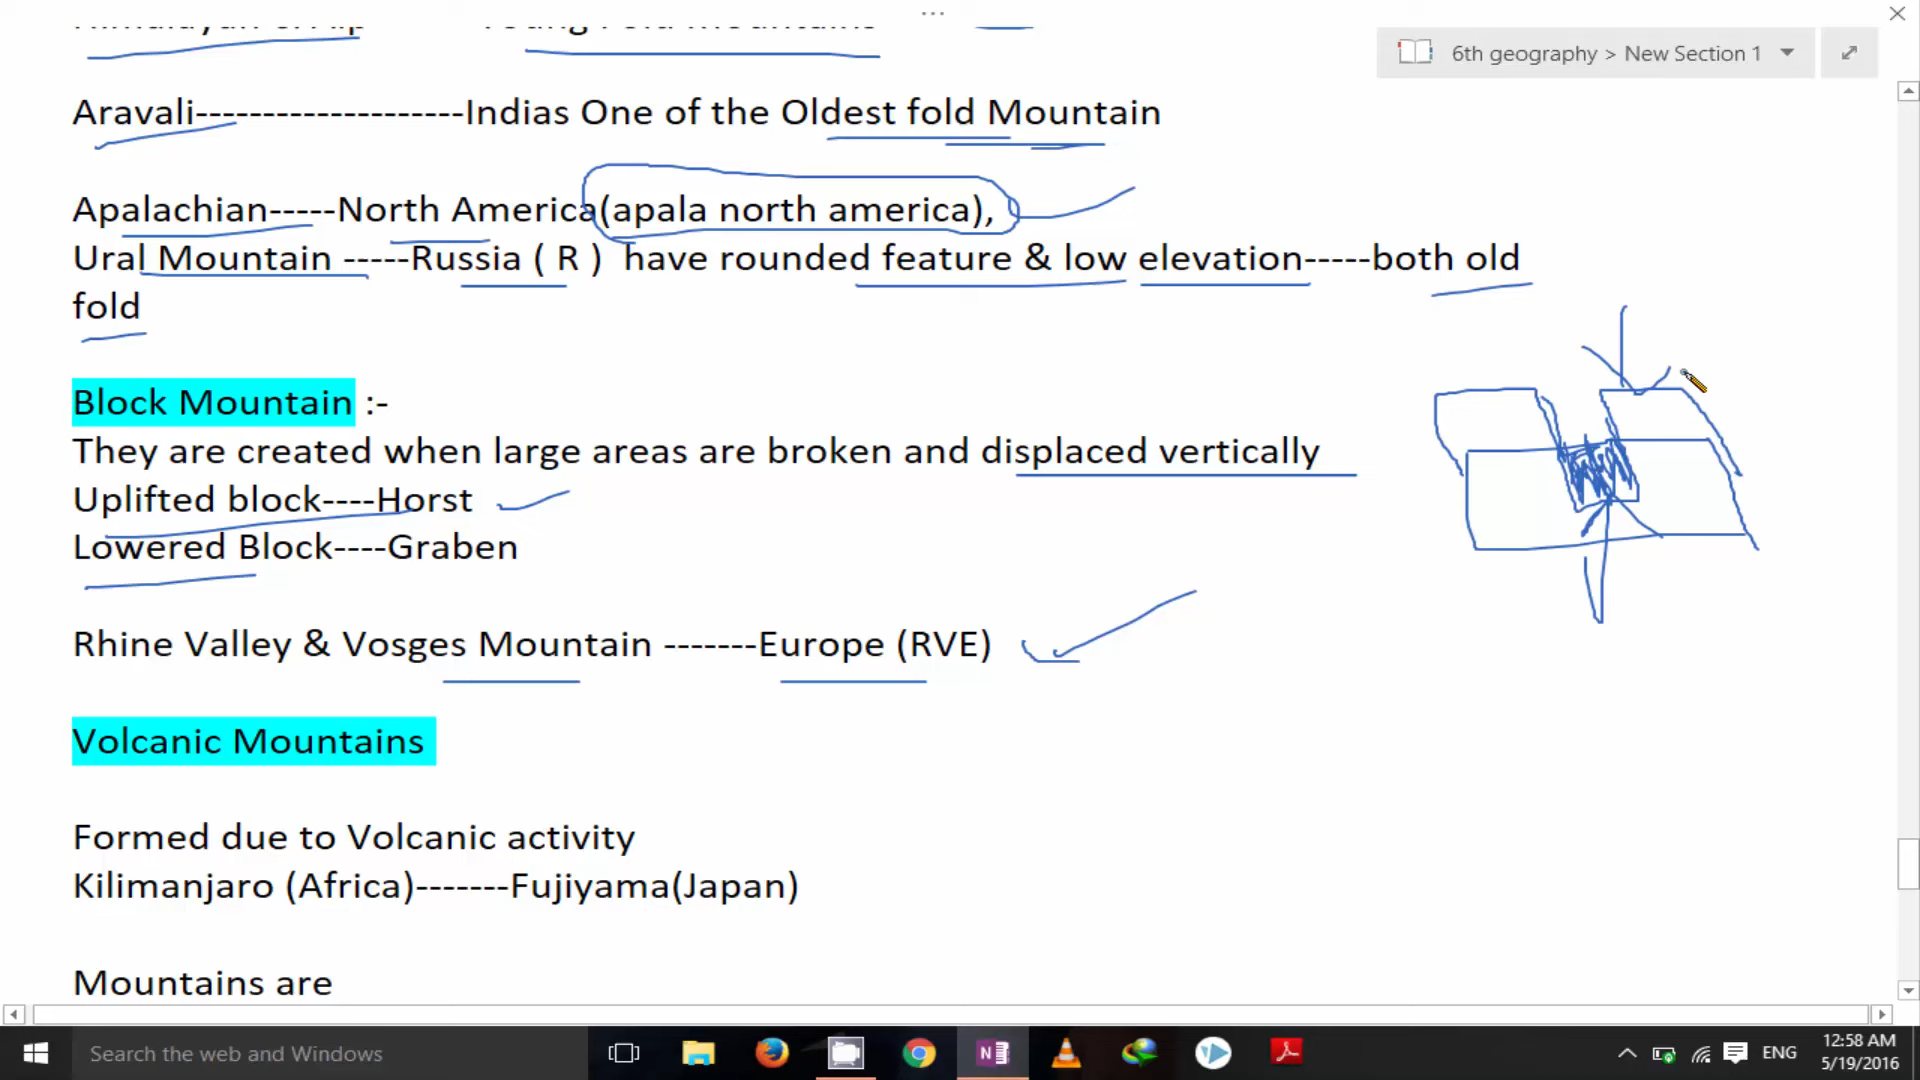 6th geography > New Section 1
Aravali--------------------Indias One of the Oldest fold Mountain
Apalachian-----North America(apala north america),
Ural Mountain -----Russia ( R )  have rounded feature & low elevation-----both old
fold
Block Mountain :-
They are created when large areas are broken and displaced vertically
Uplifted block----Horst
Lowered Block----Graben
Rhine Valley & Vosges Mountain -------Europe (RVE)
Volcanic Mountains
Formed due to Volcanic activity
Kilimanjaro (Africa)-------Fujiyama(Japan)
Mountains are
Search the web and Windows
N
ENG
12:58 AM
5/19/2016